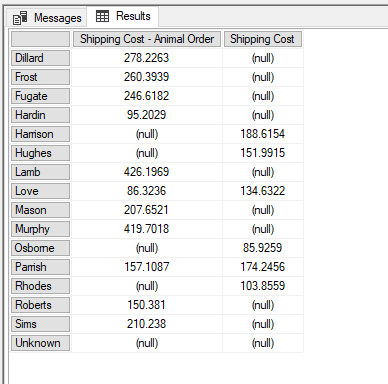 Messages Results
Shipping Cost - Animal Order Shipping Cost
Dillard 278.2263 (null)
Frost 260.3939 (null)
Fugate 246.6182 (null)
Hardin 95.2029 (null)
Harrison (null) 188.6154
Hughes (null) 151.9915
Lamb 426.1969 (null)
Love 86.3236 134.6322
Mason 207.6521 (null)
Murphy 419.7018 (null)
Osborne (null) 85.9259
Parrish 157.1087 174.2456
Rhodes (null) 103.8559
Roberts 150.381 (null)
Sims 210.238 (null)
Unknown (null) (null)